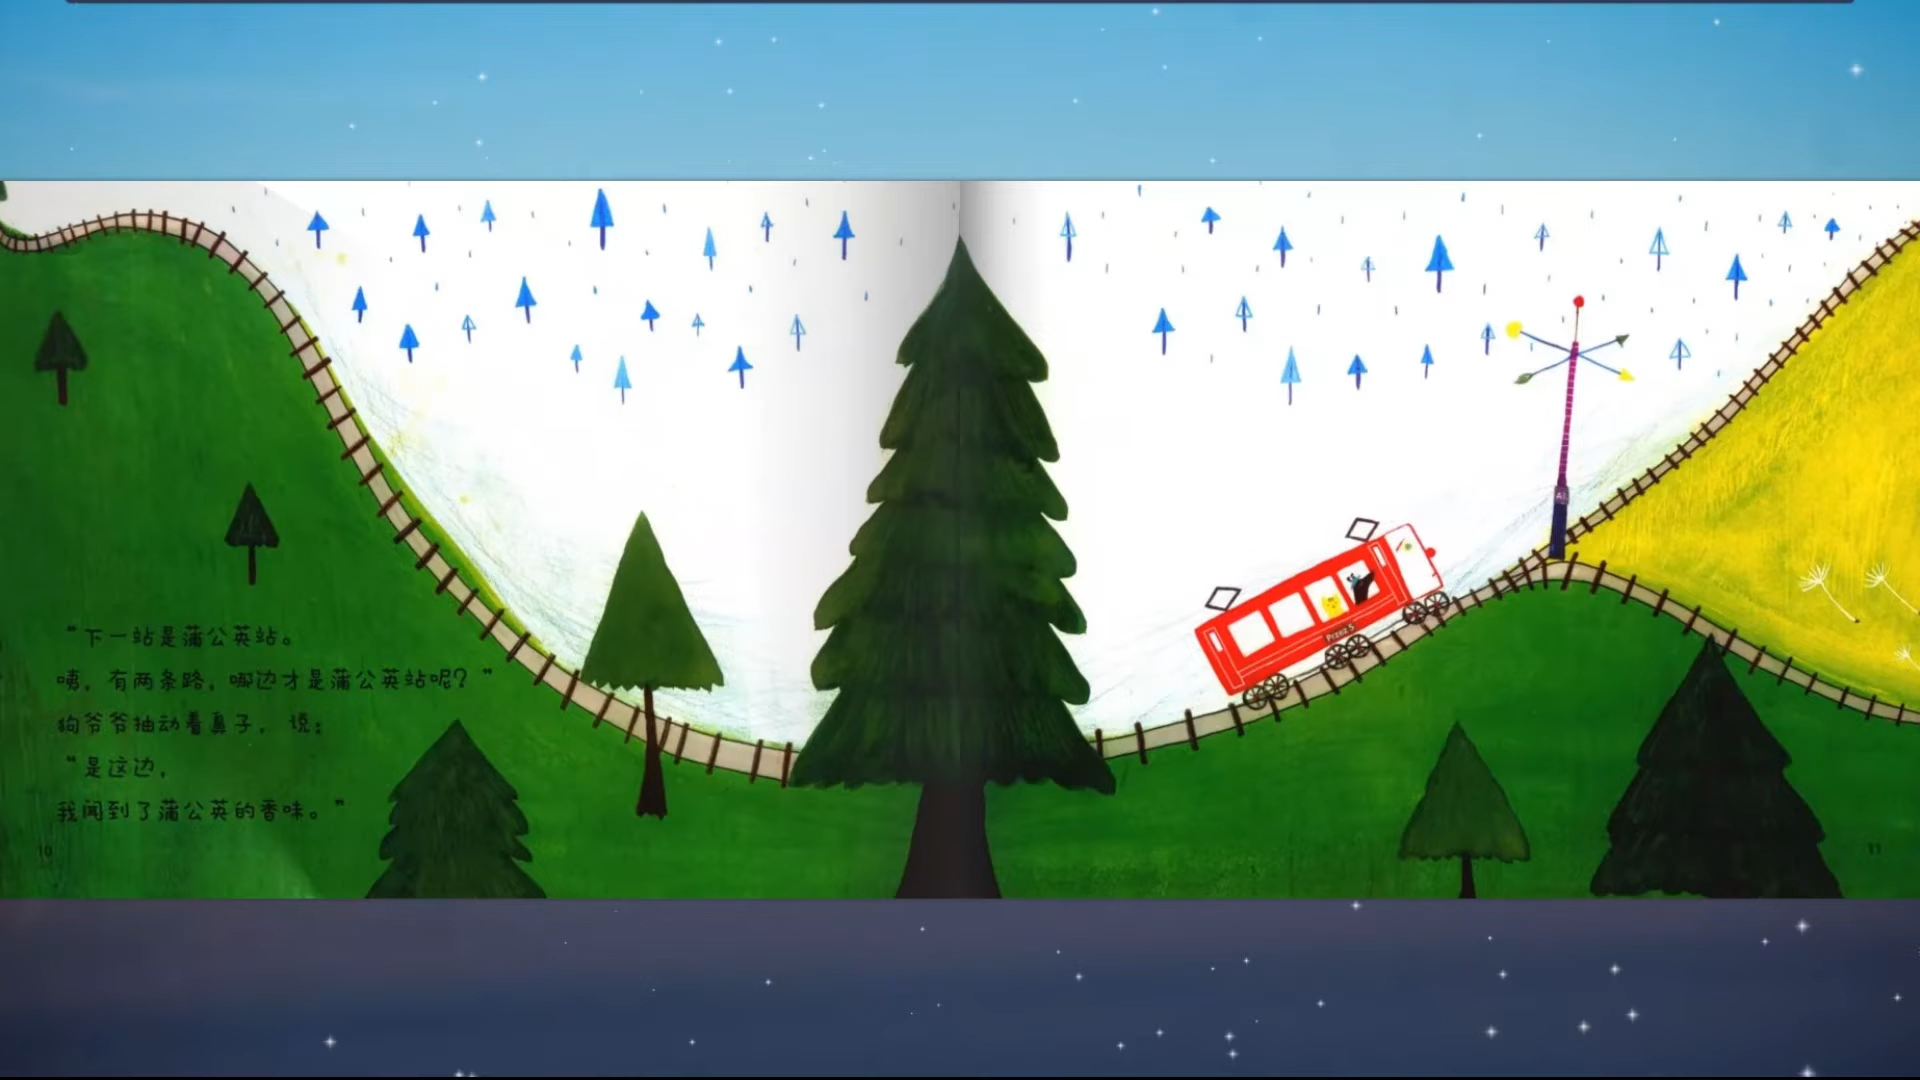 “下一站是蒲公英站。
咦，有两条路，哪边才是蒲公英站呢？”
狗爷爷抽动着鼻子，说：
“是这边，
我闻到了蒲公英的香味。”
10
11